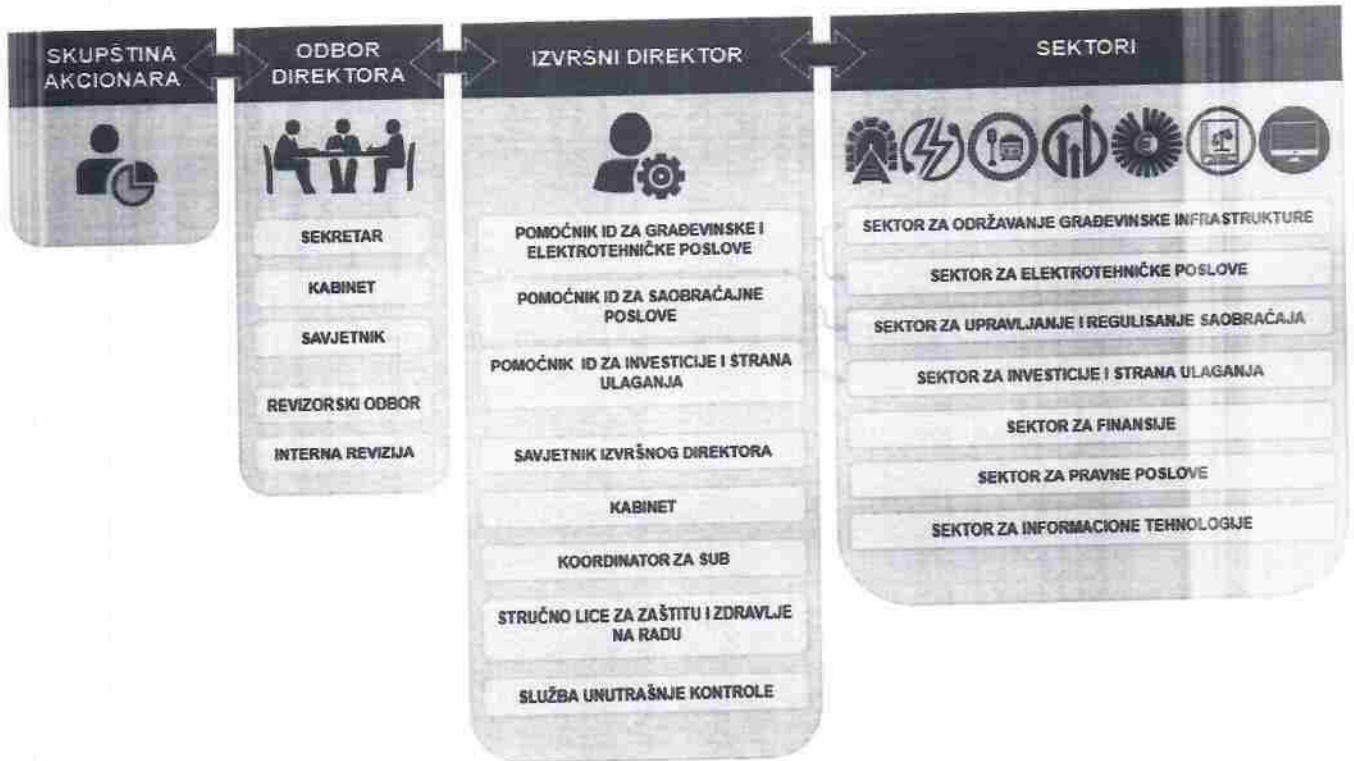 SKUPŠTINA
AKCIONARA
ODBOR
DIREKTORA
SEKRETAR
KABINET
SAVJETNIK
REVIZORSKI ODBOR
INTERNA REVIZIJA
IZVRŠNI DIREKTOR
POMOĆNIK ID ZA GRAĐEVINSKE I
ELEKTROTEHNIČKE POSLOVE
POMOĆNIK ID ZA SAOBRAĆAJNE
POSLOVE
POMOĆNIK ID ZA INVESTICIJE I STRANA
ULAGANJA
SAVJETNIK IZVRŠNOG DIREKTORA
KABINET
KOORDINATOR ZA SUB
STRUČNO LICE ZA ZAŠTITU I ZDRAVLJE
NA RADU
SLUŽBA UNUTRAŠNJE KONTROLE
SEKTORI
SEKTOR ZA ODRŽAVANJE GRAĐEVINSKE INFRASTRUKTURE
SEKTOR ZA ELEKTROTEHNIČKE POSLOVE
SEKTOR ZA UPRAVLJANJE I REGULISANJE SAOBRAĆAJA
SEKTOR ZA INVESTICIJE I STRANA ULAGANJA
SEKTOR ZA FINANSIJE
SEKTOR ZA PRAVNE POSLOVE
SEKTOR ZA INFORMACIONE TEHNOLOGIJE